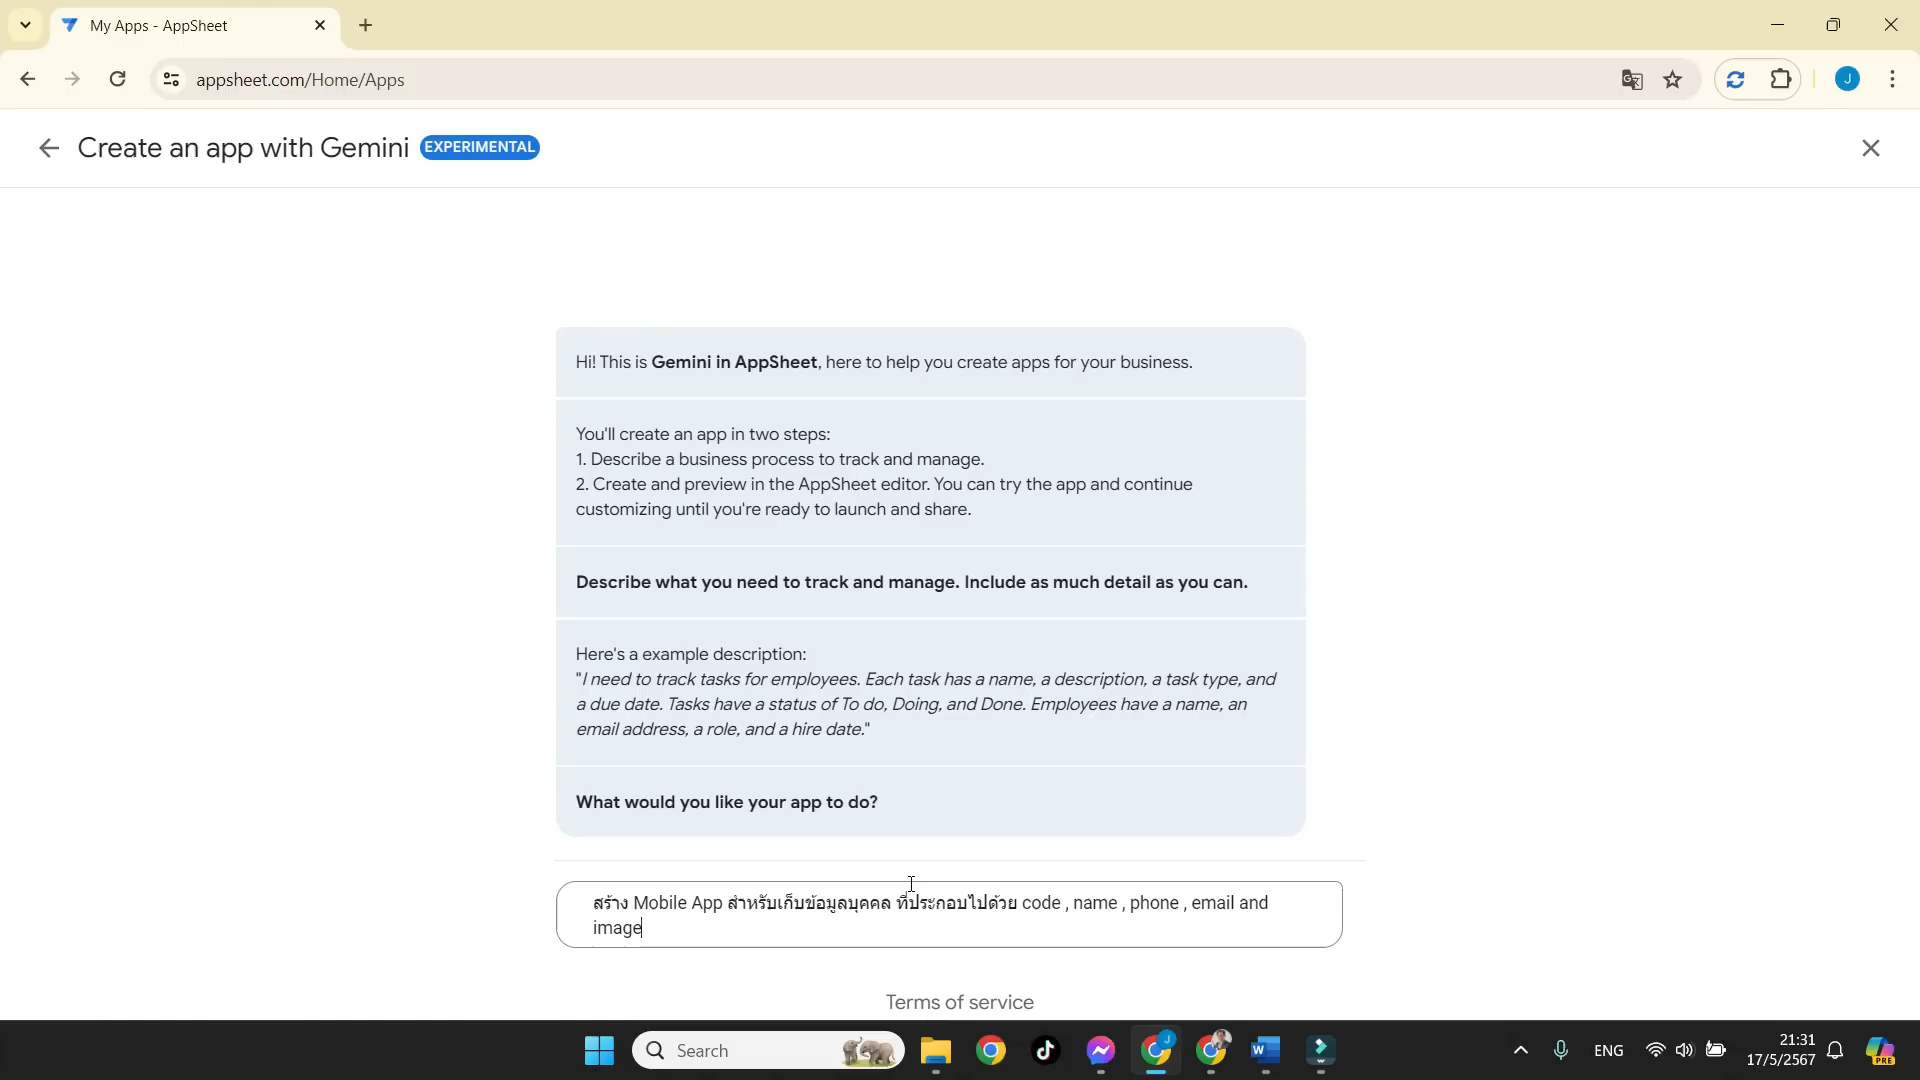 My Apps - AppSheet
appsheet.com/Home/Apps
J
Create an app with Gemini EXPERIMENTAL
Hi! This is Gemini in AppSheet, here to help you create apps for your business.
You'll create an app in two steps:
1. Describe a business process to track and manage.
2. Create and preview in the AppSheet editor. You can try the app and continue
customizing until you're ready to launch and share.
Describe what you need to track and manage. Include as much detail as you can.
Here's a example description:
"I need to track tasks for employees. Each task has a name, a description, a task type, and
a due date. Tasks have a status of To do, Doing, and Done. Employees have a name, an
email address, a role, and a hire date."
What would you like your app to do?
สร้าง Mobile App สำหรับเก็บข้อมูลบุคคล ที่ประกอบไปด้วย code , name , phone , email and
image
Terms of service
Search
J
W
ENG
21:31
17/5/2567
PRE